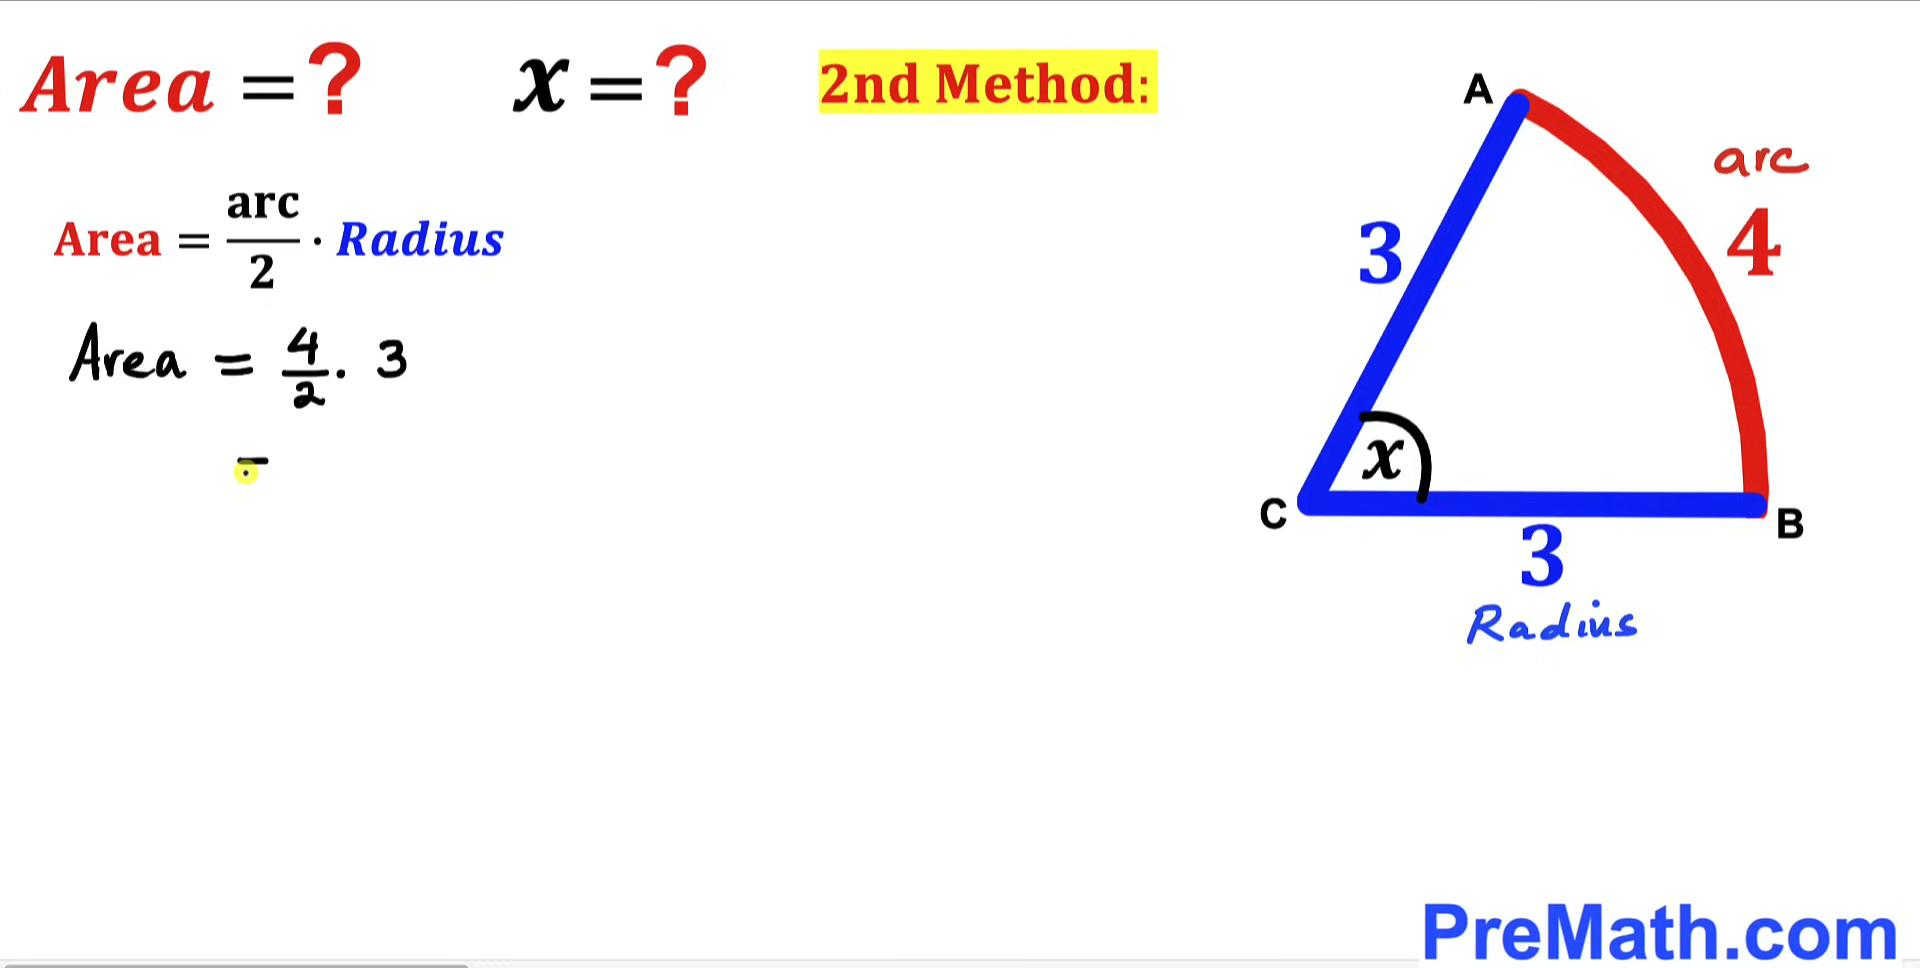 Area = ?
x = ?
2nd Method:
Area = arc/2 · Radius
Area = 4/2 . 3
=
A
arc
4
3
x
C
B
3
Radius
PreMath.com